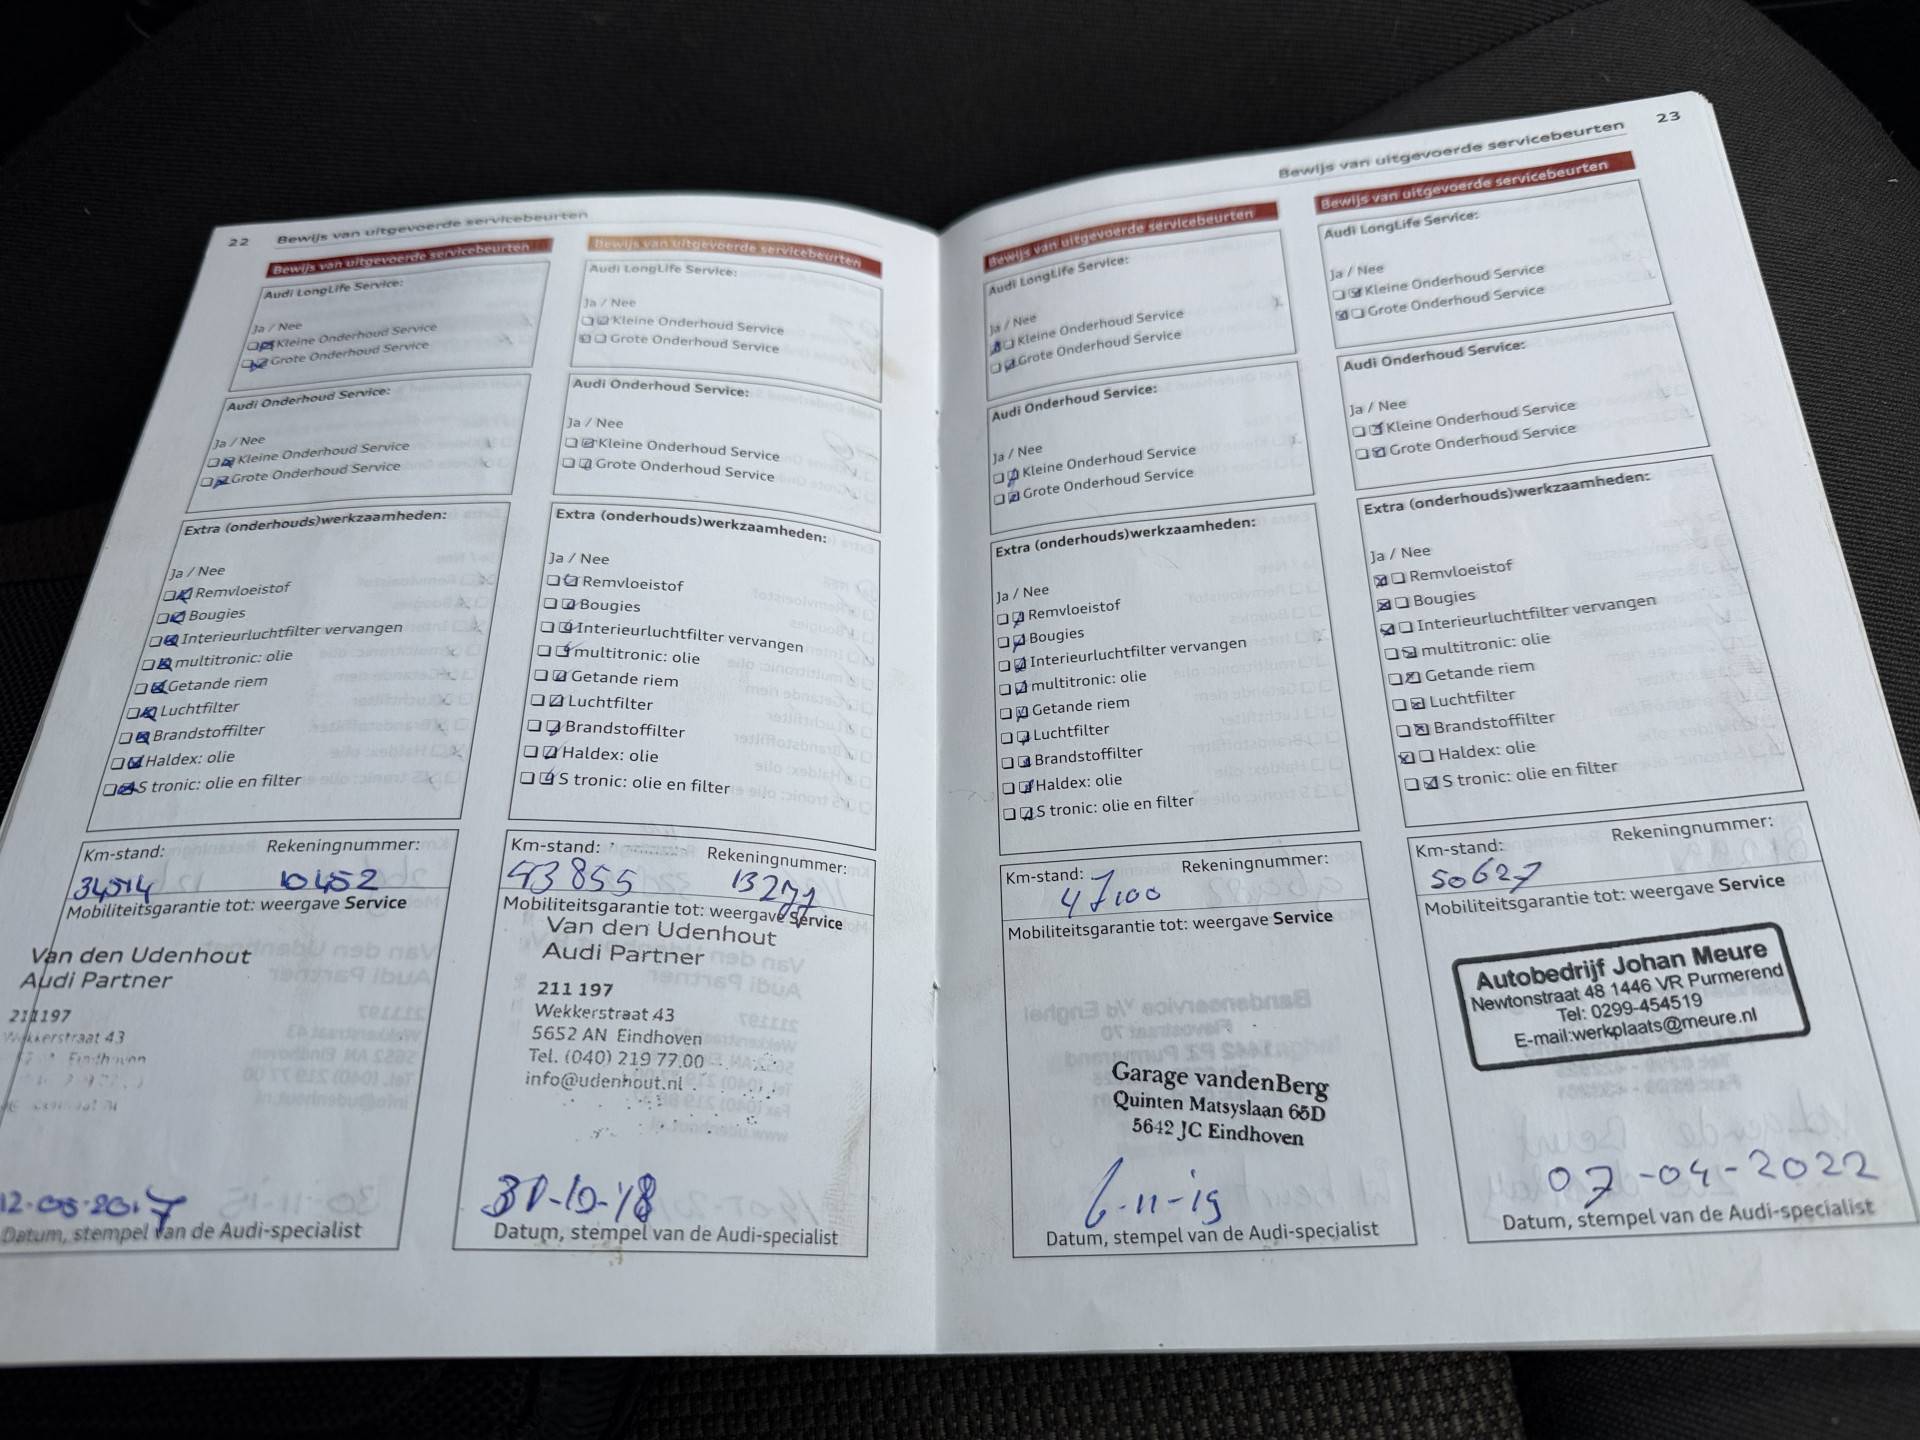 22 Bewijs van uitgevoerde servicebeurten
Bewijs van uitgevoerde servicebeurten
Audi LongLife Service:
Ja / Nee
Kleine Onderhoud Service
Grote Onderhoud Service
Audi Onderhoud Service:
Ja / Nee
Kleine Onderhoud Service
Grote Onderhoud Service
Extra (onderhouds)werkzaamheden:
Ja / Nee
Remvloeistof
Bougies
Interieurluchtfilter vervangen
multitronic: olie
Getande riem
Luchtfilter
Brandstoffilter
Haldex: olie
S tronic: olie en filter
Km-stand: Rekeningnummer:
34514 10452
Mobiliteitsgarantie tot: weergave Service
Van den Udenhout
Audi Partner
211197
Wekkerstraat 43
Eindhoven
Datum, stempel van de Audi-specialist
Bewijs van uitgevoerde servicebeurten
Audi LongLife Service:
Ja / Nee
Kleine Onderhoud Service
Grote Onderhoud Service
Audi Onderhoud Service:
Ja / Nee
Kleine Onderhoud Service
Grote Onderhoud Service
Extra (onderhouds)werkzaamheden:
Ja / Nee
Remvloeistof
Bougies
Interieurluchtfilter vervangen
multitronic: olie
Getande riem
Luchtfilter
Brandstoffilter
Haldex: olie
S tronic: olie en filter
Km-stand: Rekeningnummer:
43855 13277
Mobiliteitsgarantie tot: weergave Service
Van den Udenhout
Audi Partner
211 197
Wekkerstraat 43
5652 AN Eindhoven
Tel. (040) 219 77.00
info@udenhout.nl
Datum, stempel van de Audi-specialist
Bewijs van uitgevoerde servicebeurten 23
Bewijs van uitgevoerde servicebeurten
Audi LongLife Service:
Ja / Nee
Kleine Onderhoud Service
Grote Onderhoud Service
Audi Onderhoud Service:
Ja / Nee
Kleine Onderhoud Service
Grote Onderhoud Service
Extra (onderhouds)werkzaamheden:
Ja / Nee
Remvloeistof
Bougies
Interieurluchtfilter vervangen
multitronic: olie
Getande riem
Luchtfilter
Brandstoffilter
Haldex: olie
S tronic: olie en filter
Km-stand: Rekeningnummer:
47100
Mobiliteitsgarantie tot: weergave Service
Garage vandenBerg
Quinten Matsyslaan 65D
5642 JC Eindhoven
6-11-19
Datum, stempel van de Audi-specialist
Bewijs van uitgevoerde servicebeurten
Audi LongLife Service:
Ja / Nee
Kleine Onderhoud Service
Grote Onderhoud Service
Audi Onderhoud Service:
Ja / Nee
Kleine Onderhoud Service
Grote Onderhoud Service
Extra (onderhouds)werkzaamheden:
Ja / Nee
Remvloeistof
Bougies
Interieurluchtfilter vervangen
multitronic: olie
Getande riem
Luchtfilter
Brandstoffilter
Haldex: olie
S tronic: olie en filter
Km-stand: Rekeningnummer:
50627
Mobiliteitsgarantie tot: weergave Service
Autobedrijf Johan Meure
Newtonstraat 48 1446 VR Purmerend
Tel: 0299-454519
E-mail:werkplaats@meure.nl
07-04-2022
Datum, stempel van de Audi-specialist